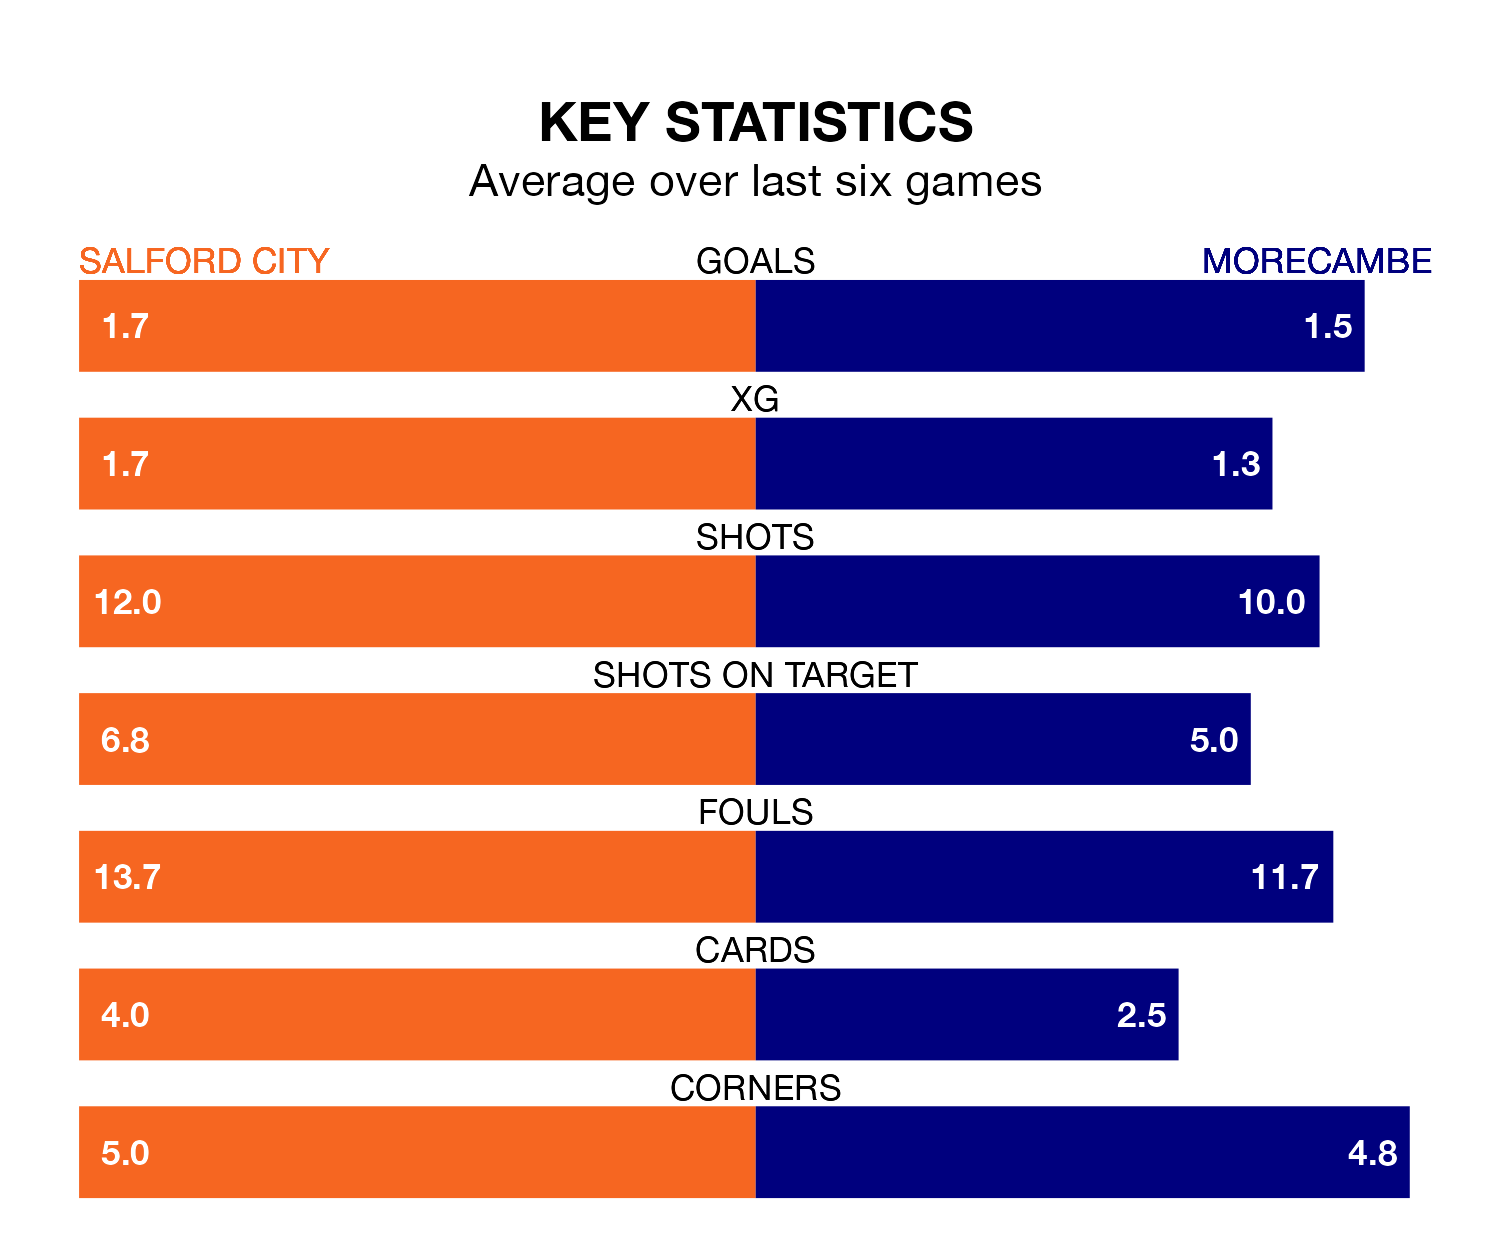 KEY STATISTICS
Average over last six games
SALFORD CITY GOALS MORECAMBE
1.7 1.5
XG
1.7 1.3
SHOTS
12.0 10.0
SHOTS ON TARGET
6.8 5.0
FOULS
13.7 11.7
CARDS
4.0 2.5
CORNERS
5.0 4.8